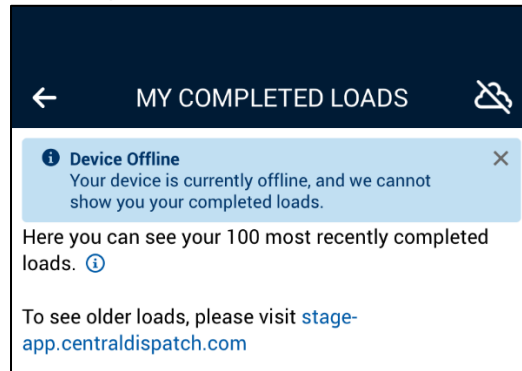 MY COMPLETED LOADS
Device Offline
Your device is currently offline, and we cannot
show you your completed loads.
Here you can see your 100 most recently completed
loads.
To see older loads, please visit stage-
app.centraldispatch.com